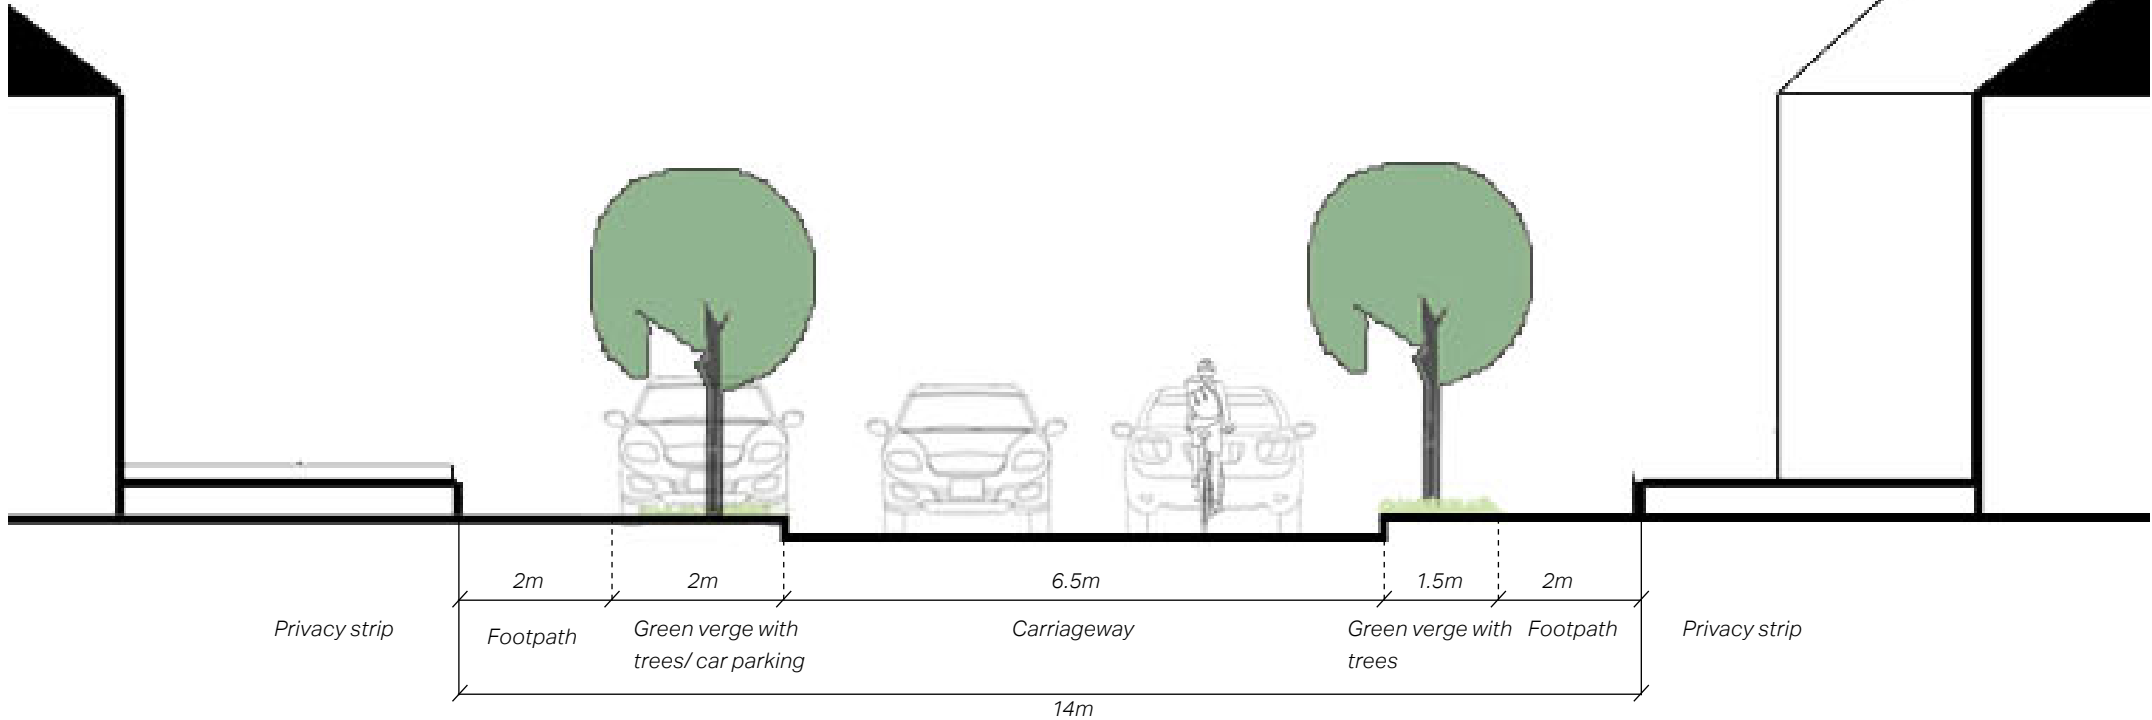 2m
2m
6.5m
1.5m
2m
Privacy strip
Footpath
Green verge with
trees/ car parking
Carriageway
Green verge with
trees
Footpath
Privacy strip
14m